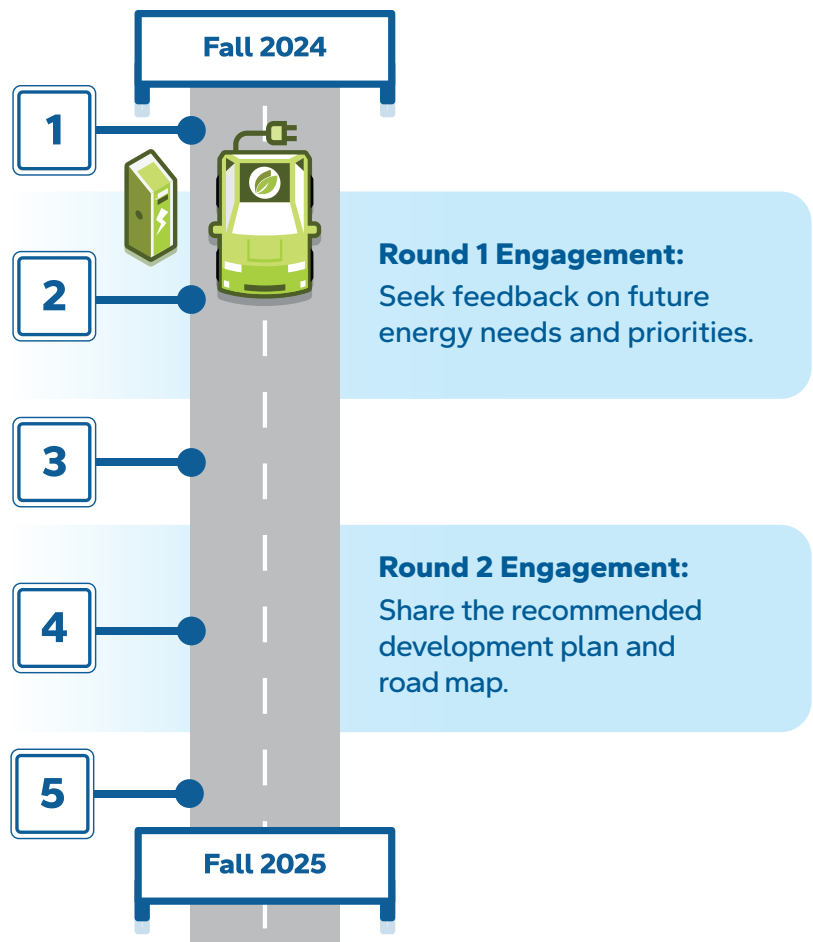 Fall 2024
1
2
Round 1 Engagement:
Seek feedback on future
energy needs and priorities.
3
4
Round 2 Engagement:
Share the recommended
development plan and
road map.
5
Fall 2025